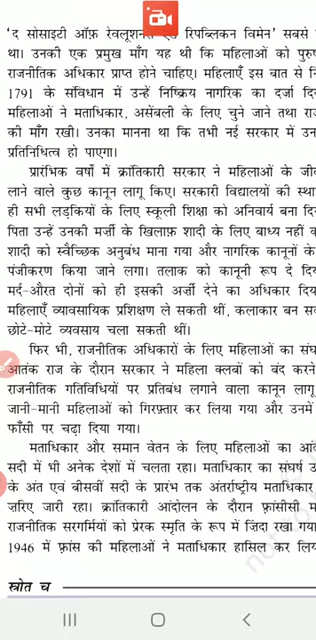 'द सोसाइटी ऑफ़ रेवलूशनरी रिपब्लिकन विमेन' सबसे
था। उनकी एक प्रमुख माँग यह थी कि महिलाओं को पुरु
राजनीतिक अधिकार प्राप्त होने चाहिए। महिलाएँ इस बात से
1791 के संविधान में उन्हें निष्क्रिय नागरिक का दर्जा
महिलाओं ने मताधिकार, असेंबली के लिए चुने जाने तथा
की माँग रखी। उनका मानना था कि तभी नई सरकार में उन
प्रतिनिधित्व हो पाएगा।
प्रारंभिक वर्षों में क्रांतिकारी सरकार ने महिलाओं के
लाने वाले कुछ कानून लागू किए। सरकारी विद्यालयों की
ही सभी लड़कियों के लिए स्कूली शिक्षा को अनिवार्य बना
पिता उन्हें उनकी मर्ज़ी के खिलाफ़ शादी के लिए बाध्य नहीं
शादी को स्वैच्छिक अनुबंध माना गया और नागरिक कानूनों के
पंजीकरण किया जाने लगा। तलाक को कानूनी रूप दे
मर्द-औरत दोनों को ही इसकी अर्ज़ी देने का अधिकार
महिलाएँ व्यावसायिक प्रशिक्षण ले सकती थीं, कलाकार बन
छोटे-मोटे व्यवसाय चला सकती थीं।
फिर भी, राजनीतिक अधिकारों के लिए महिलाओं का
आतंक राज के दौरान सरकार ने महिला क्लबों को बंद करने
राजनीतिक गतिविधियों पर प्रतिबंध लगाने वाला कानून लागू
जानी-मानी महिलाओं को गिरफ़्तार कर लिया गया और उनमें
फाँसी पर चढ़ा दिया गया।
मताधिकार और समान वेतन के लिए महिलाओं का
सदी में भी अनेक देशों में चलता रहा। मताधिकार का संघर्ष
के अंत एवं बीसवीं सदी के प्रारंभ तक अंतर्राष्ट्रीय मताधिकार
ज़रिए जारी रहा। क्रांतिकारी आंदोलन के दौरान फ़्रांसीसी
राजनीतिक सरगर्मियों को प्रेरक स्मृति के रूप में ज़िंदा रखा
1946 में फ़्रांस की महिलाओं ने मताधिकार हासिल कर
स्रोत च